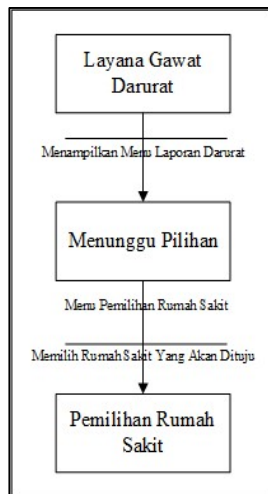 Layana Gawat
Darurat
Menampilkan Menu Laporan Darurat
Menunggu Pilihan
Menu Pemilihan Rumah Sakit
Memilih Rumah Sakit Yang Akan Dituju
Pemilihan Rumah
Sakit